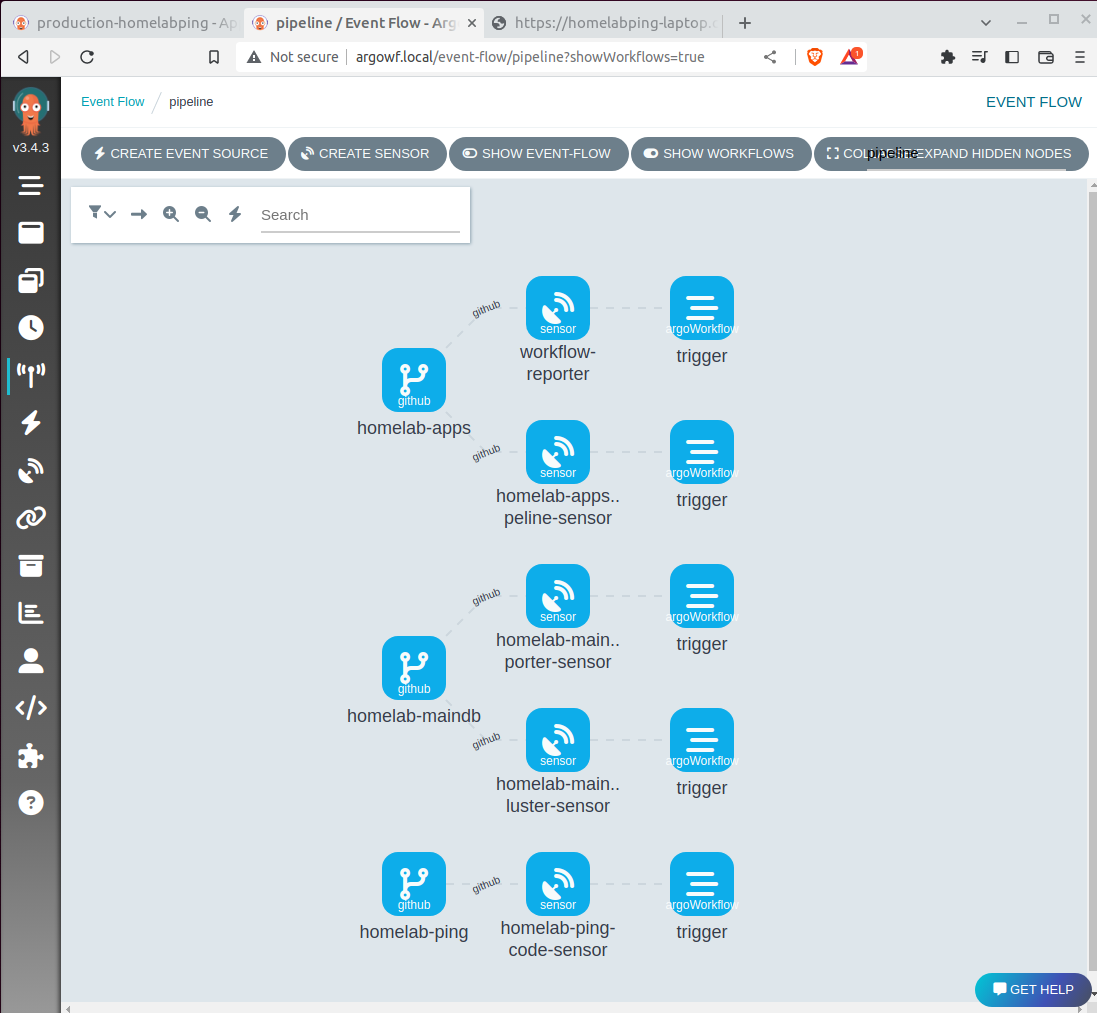 production-homelabping - Ap
pipeline / Event Flow - Arg
https://homelabping-laptop.
Not secure
argowf.local/event-flow/pipeline?showWorkflows=true
1
v3.4.3
Event Flow
pipeline
EVENT FLOW
CREATE EVENT SOURCE
CREATE SENSOR
SHOW EVENT-FLOW
SHOW WORKFLOWS
EXPAND HIDDEN NODES
pipeline
Search
github
sensor
argoWorkflow
workflow-
reporter
trigger
github
homelab-apps
github
sensor
argoWorkflow
homelab-apps..
peline-sensor
trigger
github
sensor
argoWorkflow
homelab-main..
porter-sensor
trigger
github
homelab-maindb
github
sensor
argoWorkflow
homelab-main..
luster-sensor
trigger
github
github
sensor
argoWorkflow
homelab-ping
homelab-ping-
code-sensor
trigger
?
GET HELP